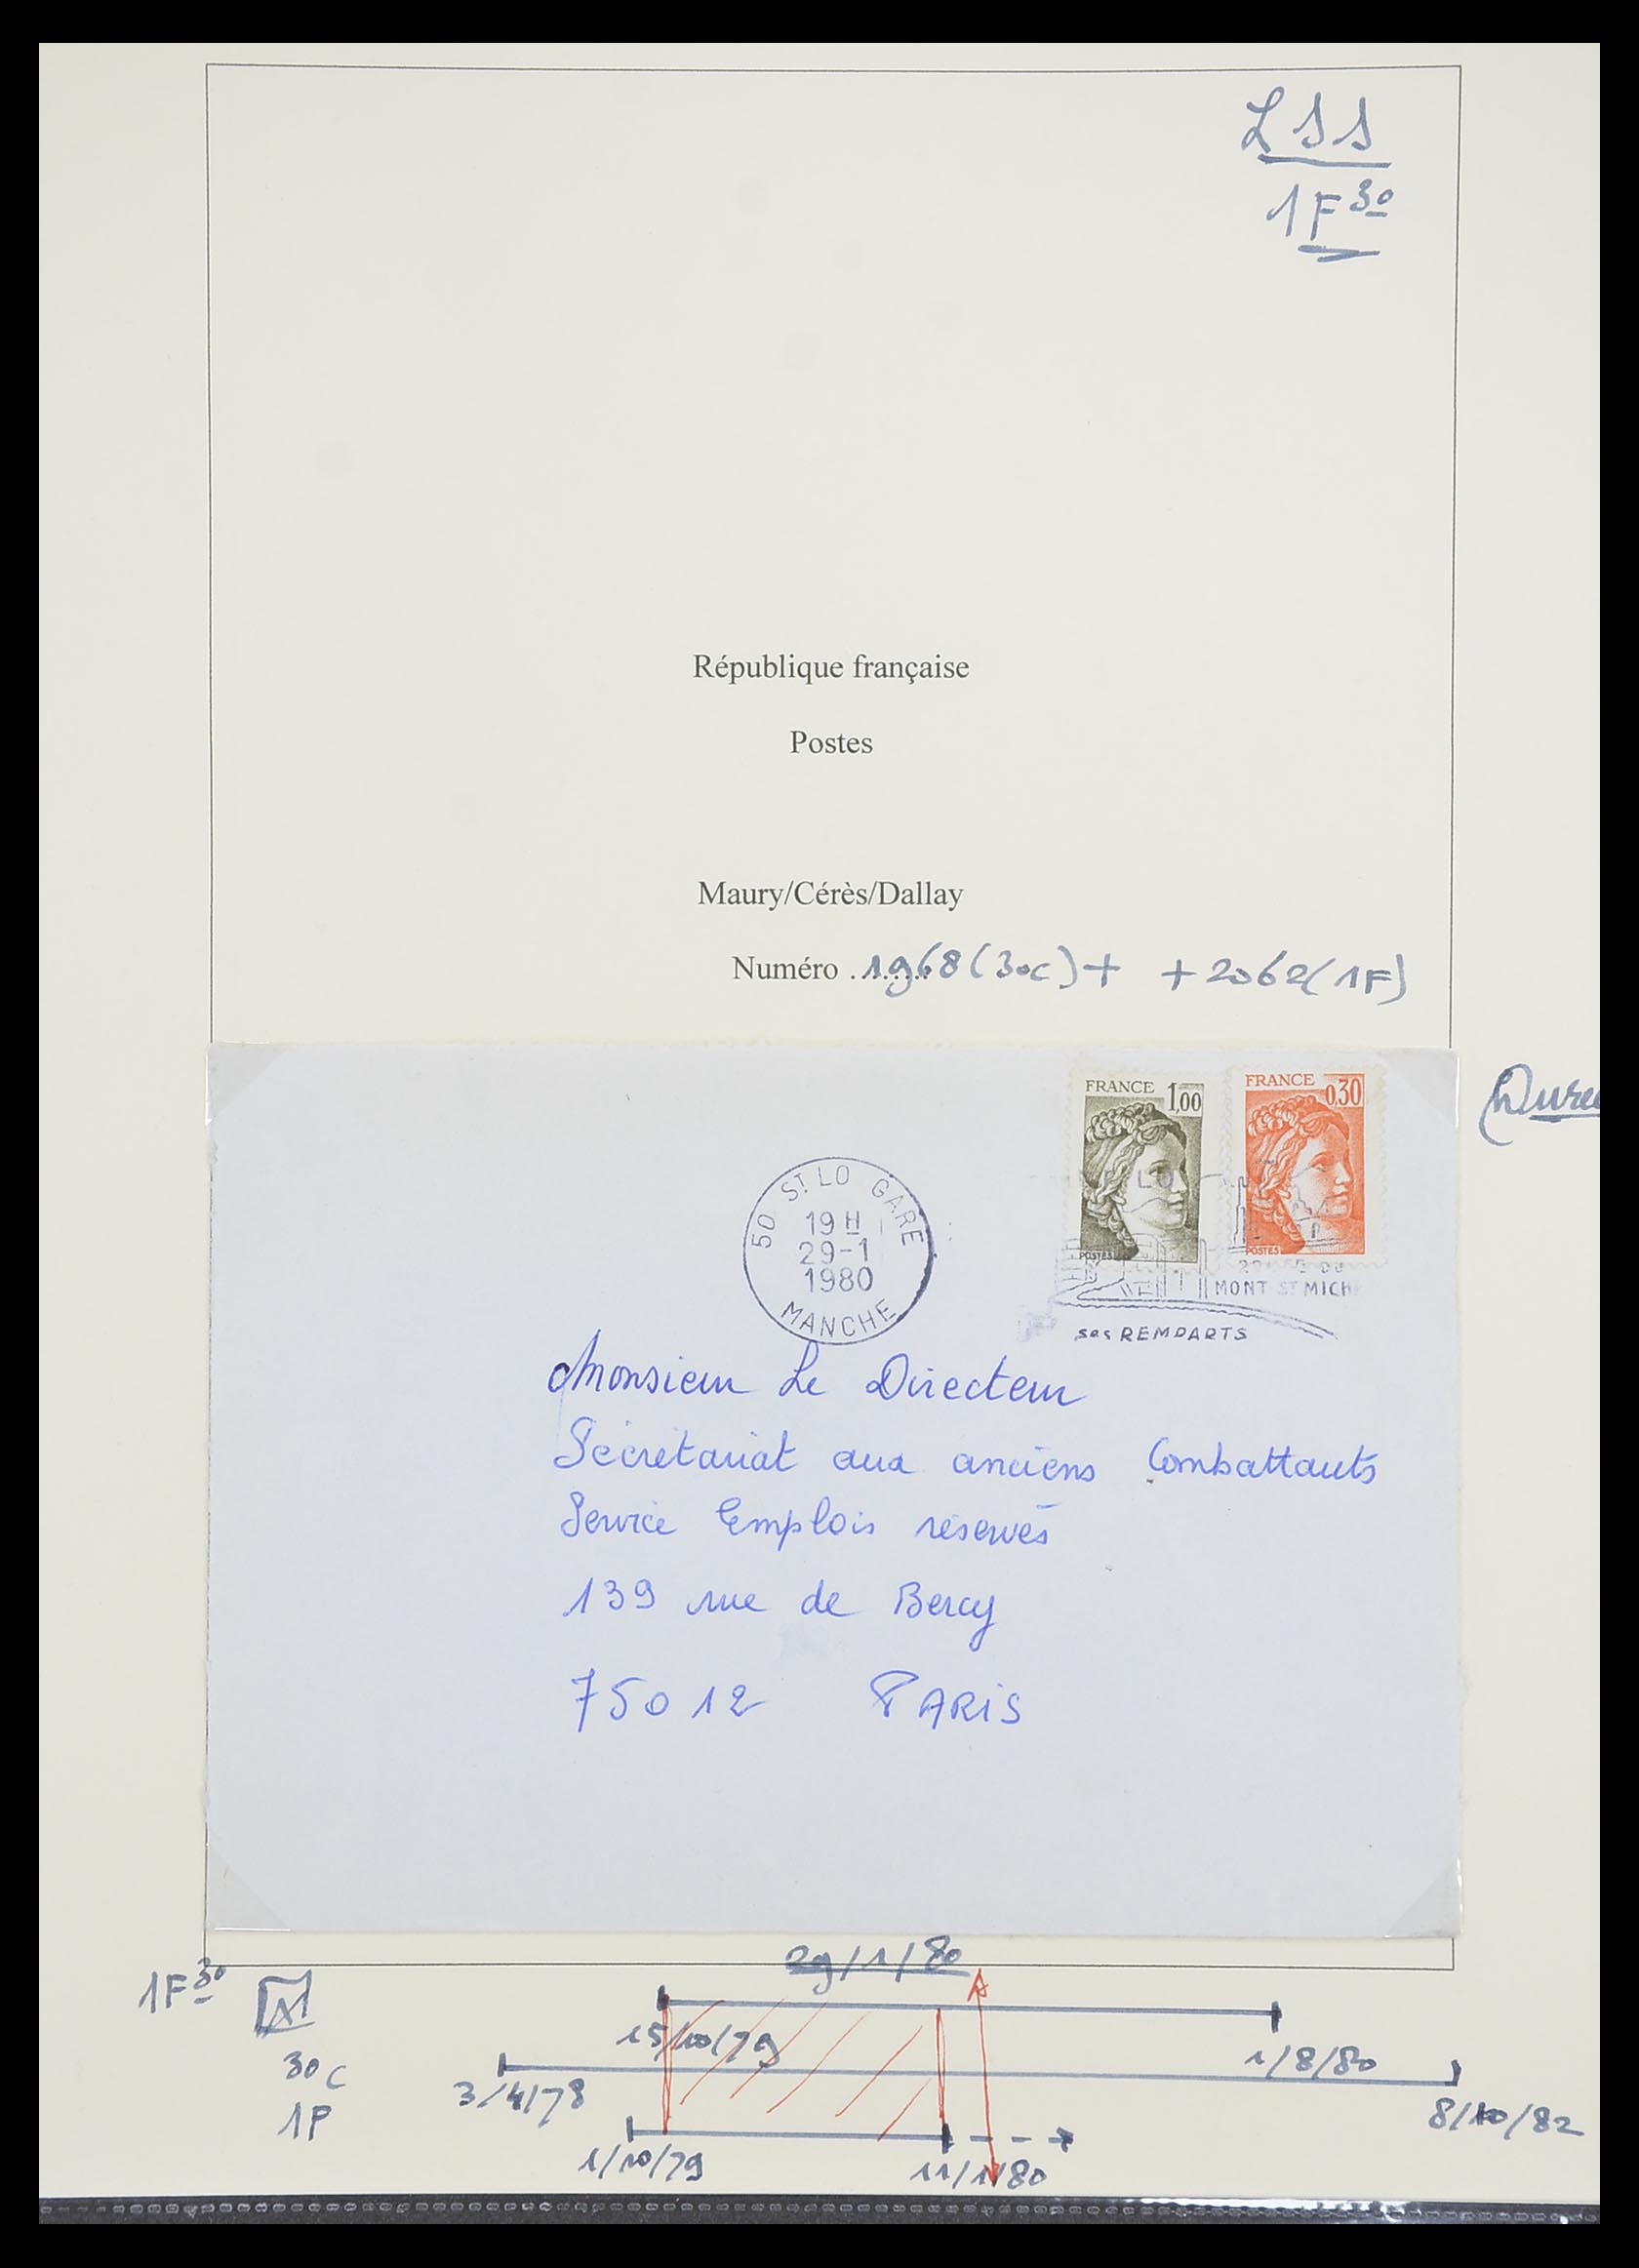 LSS
1F30
République française
Postes
Maury/Cérès/Dallay
Numéro ........ 1968 (30c) + + 2062 (1F)
FRANCE 1,00
POSTES
FRANCE 0,30
POSTES
50 ST LO GARE
19 H
29-1
1980
MANCHE
MONT ST MICH
ses REMPARTS
Monsieur Le Directeur
Secrétariat aux anciens Combattants
Service Emplois réservés
139 rue de Bercy
75012 PARIS
29/1/80
1F30
15/10/79
1/8/80
30c
3/4/78
8/10/82
1F
1/10/79
11/1/80